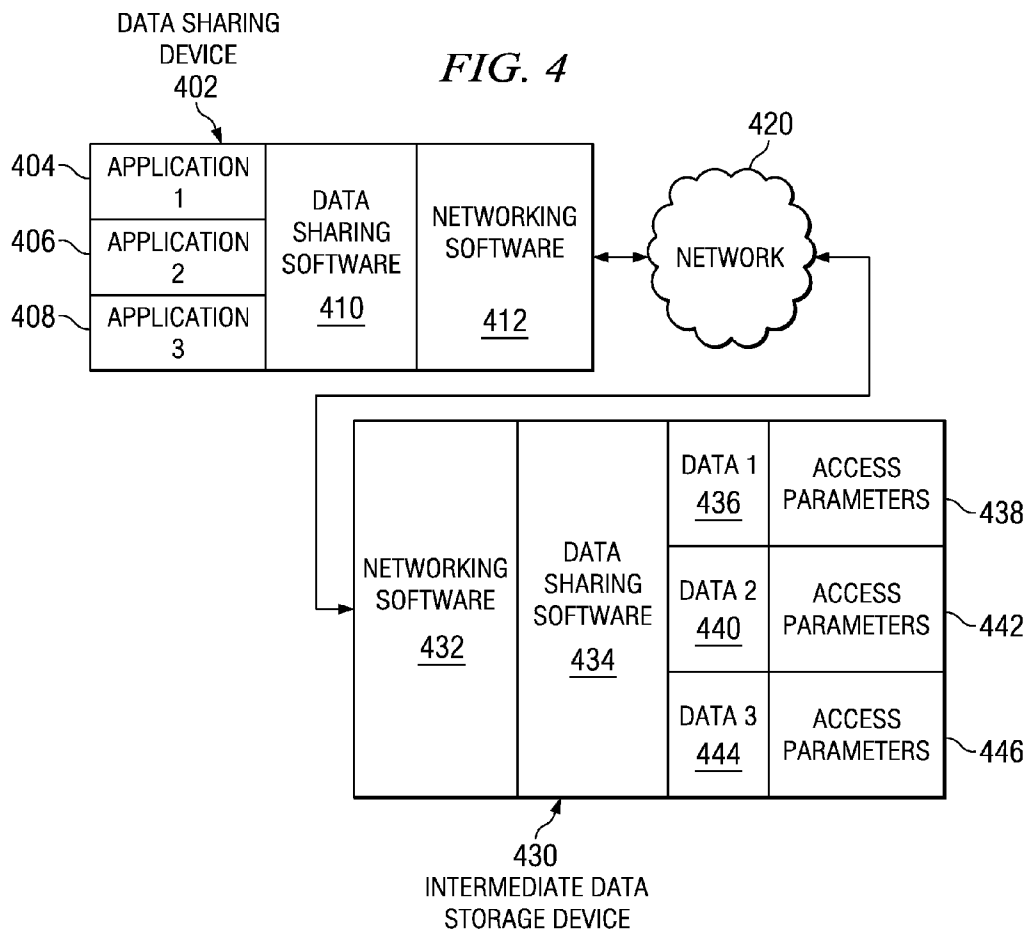 DATA SHARING
DEVICE
402
FIG. 4
420
404
APPLICATION
1
406
APPLICATION
2
408
APPLICATION
3
DATA
SHARING
SOFTWARE
410
NETWORKING
SOFTWARE
412
NETWORK
NETWORKING
SOFTWARE
432
DATA
SHARING
SOFTWARE
434
DATA 1
436
ACCESS
PARAMETERS
438
DATA 2
440
ACCESS
PARAMETERS
442
DATA 3
444
ACCESS
PARAMETERS
446
430
INTERMEDIATE DATA
STORAGE DEVICE